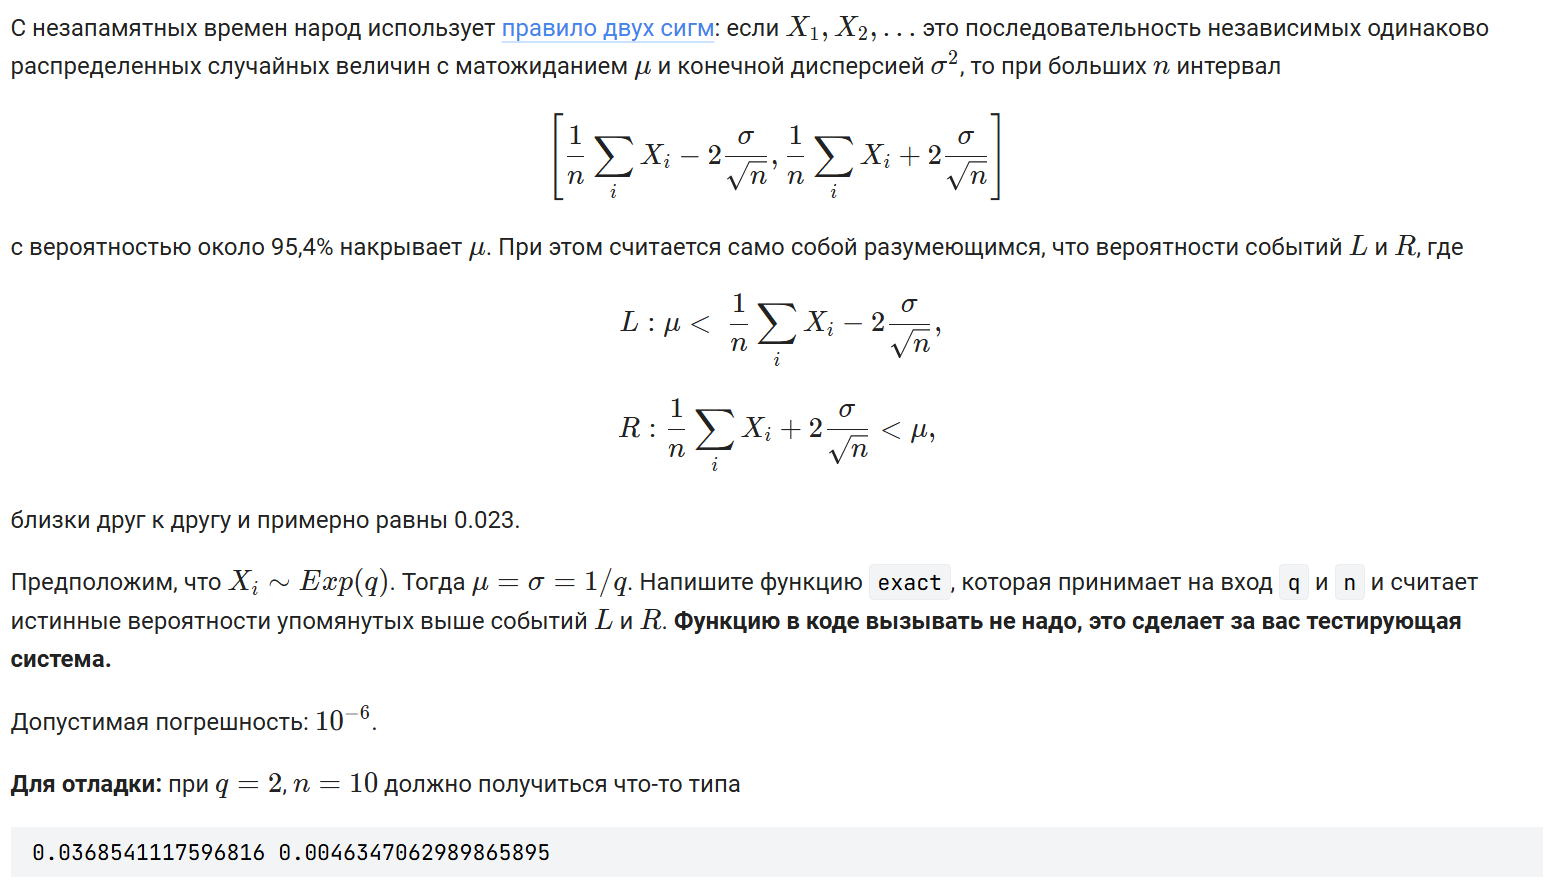 С незапамятных времен народ использует правило двух сигм: если $X_1, X_2, \ldots$ это последовательность независимых одинаково
распределенных случайных величин с матожиданием $\mu$ и конечной дисперсией $\sigma^2$, то при больших $n$ интервал
$$\left[\frac{1}{n}\sum_i X_i - 2\frac{\sigma}{\sqrt{n}}, \frac{1}{n}\sum_i X_i + 2\frac{\sigma}{\sqrt{n}}\right]$$
с вероятностью около 95,4% накрывает $\mu$. При этом считается само собой разумеющимся, что вероятности событий $L$ и $R$, где
$$L : \mu < \frac{1}{n}\sum_i X_i - 2\frac{\sigma}{\sqrt{n}},$$
$$R : \frac{1}{n}\sum_i X_i + 2\frac{\sigma}{\sqrt{n}} < \mu,$$
близки друг к другу и примерно равны 0.023.
Предположим, что $X_i \sim Exp(q)$. Тогда $\mu = \sigma = 1/q$. Напишите функцию exact, которая принимает на вход q и n и считает
истинные вероятности упомянутых выше событий $L$ и $R$. Функцию в коде вызывать не надо, это сделает за вас тестирующая
система.
Допустимая погрешность: $10^{-6}$.
Для отладки: при $q = 2, n = 10$ должно получиться что-то типа
0.0368541117596816 0.0046347062989865895